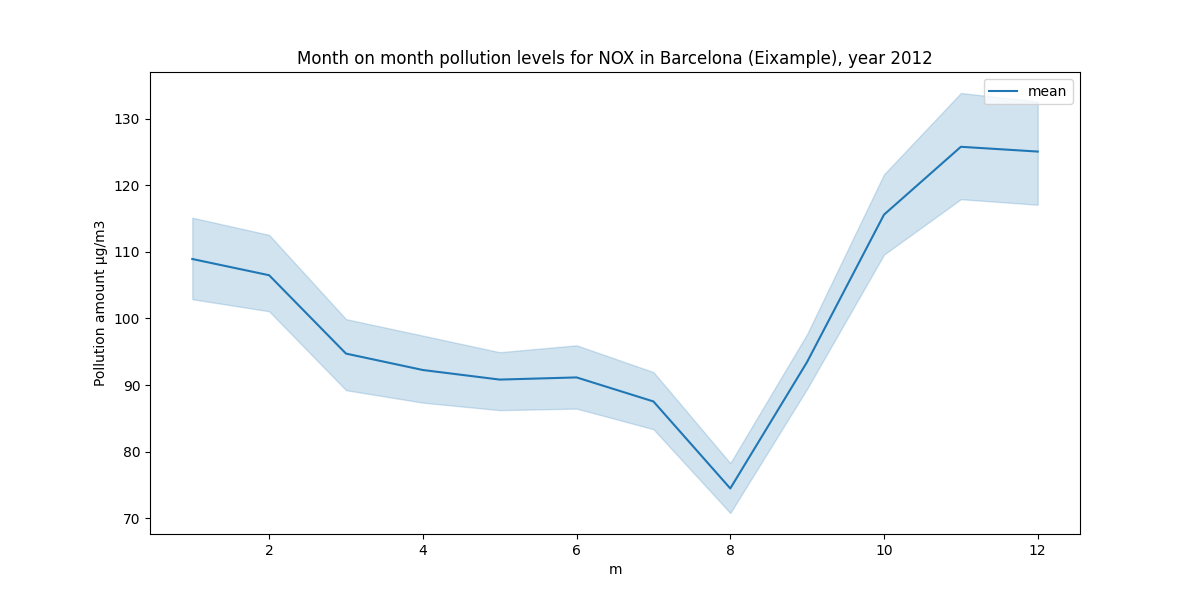 Month on month pollution levels for NOX in Barcelona (Eixample), year 2012
mean
130
120
110
100
90
80
70
Pollution amount µg/m3
2 4 6 8 10 12
m